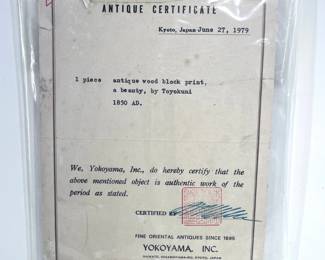 ANTIQUE CERTIFICATE
Kyoto, Japan June 27, 1979
1 piece antique wood block print,
a beauty, by Toyokuni
1850 AD.
We, Yokoyama, Inc., do hereby certify that the
above mentioned object is authentic work of the
period as stated.
CERTIFIED BY
FINE ORIENTAL ANTIQUES SINCE 1895
YOKOYAMA, INC.